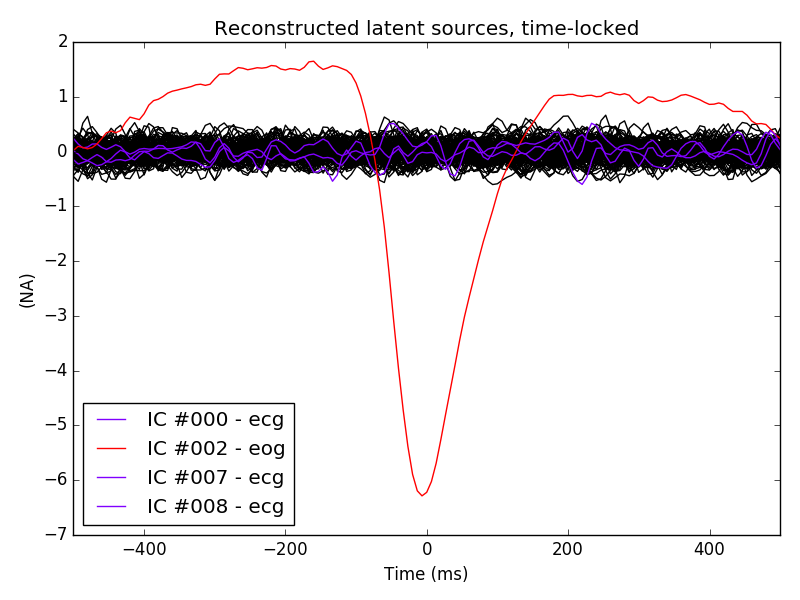 Reconstructed latent sources, time-locked
2
1
0
−1
−2
−3
−4
−5
−6
−7
(NA)
IC #000 - ecg
IC #002 - eog
IC #007 - ecg
IC #008 - ecg
−400 −200 0 200 400
Time (ms)